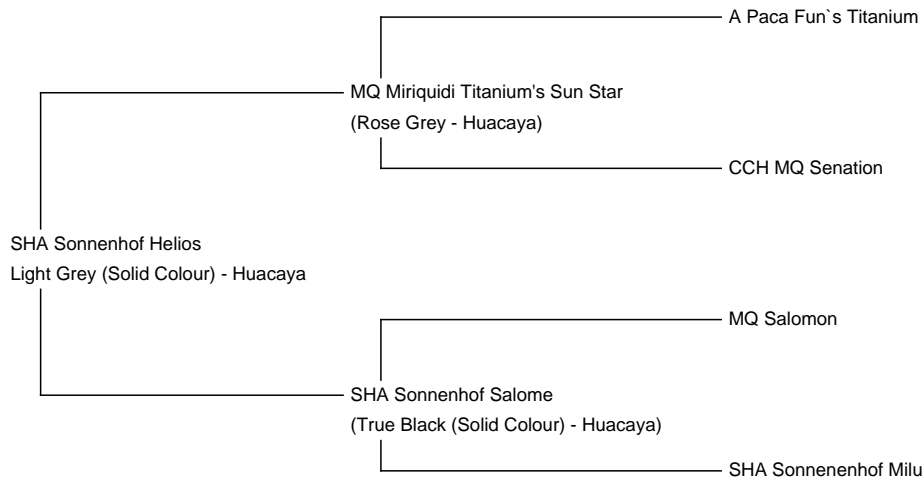 A Paca Fun`s Titanium
MQ Miriquidi Titanium's Sun Star
(Rose Grey - Huacaya)
CCH MQ Senation
SHA Sonnenhof Helios
Light Grey (Solid Colour) - Huacaya
MQ Salomon
SHA Sonnenhof Salome
(True Black (Solid Colour) - Huacaya)
SHA Sonnenenhof Milu